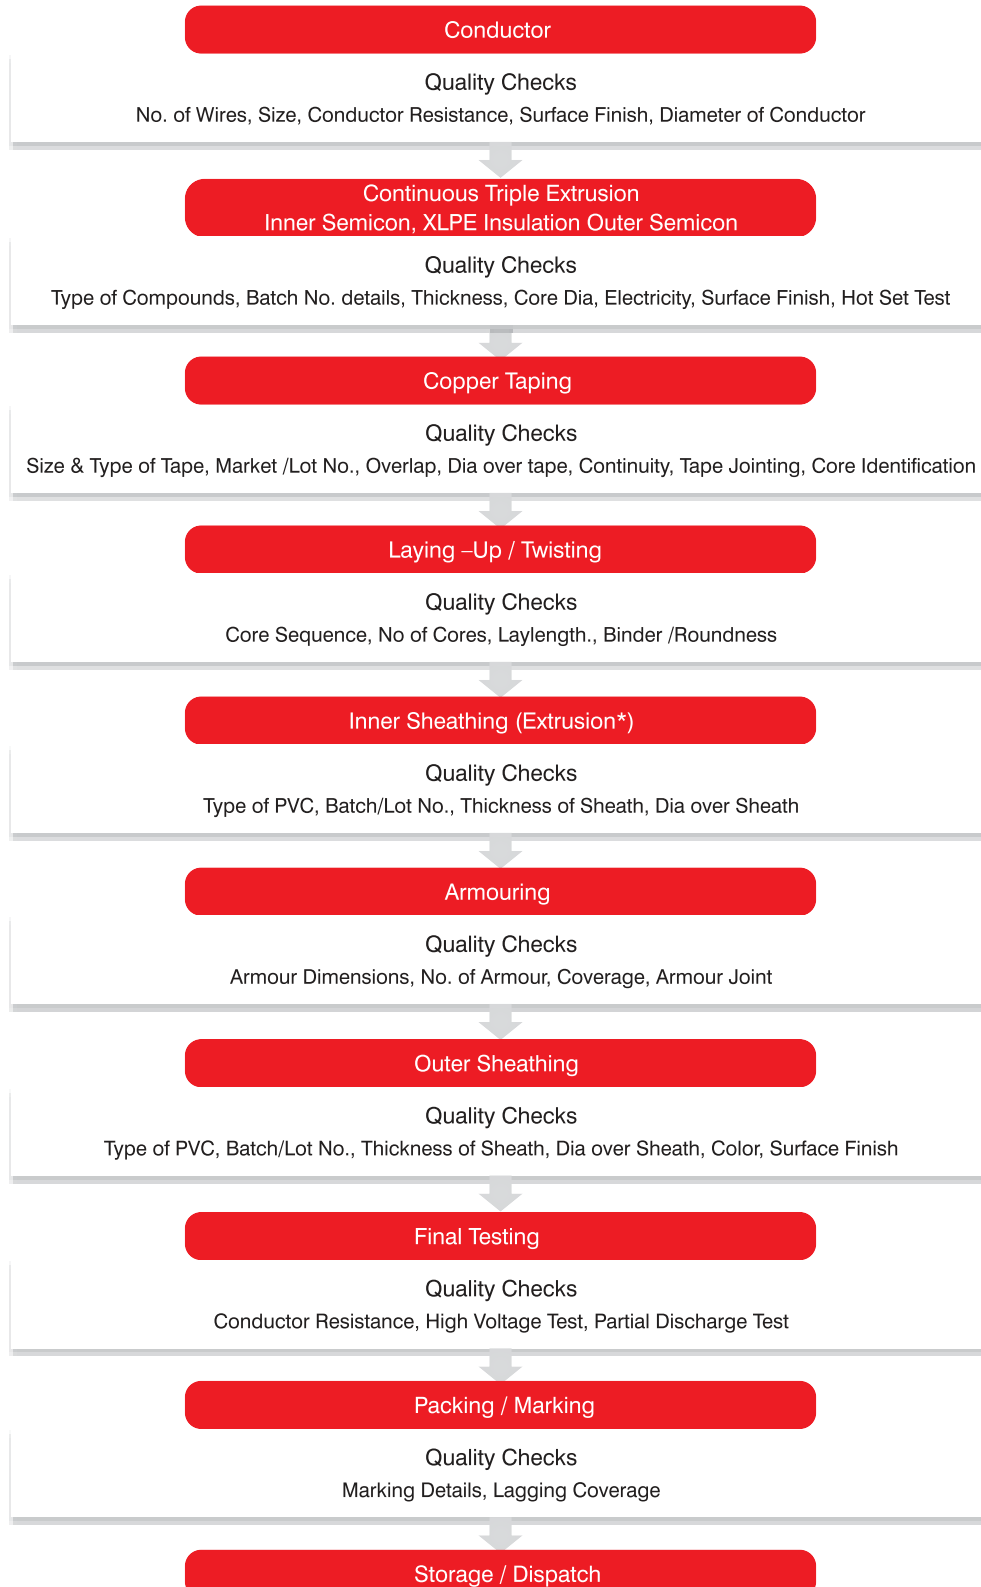 Conductor
Quality Checks
No. of Wires, Size, Conductor Resistance, Surface Finish, Diameter of Conductor
Continuous Triple Extrusion
Inner Semicon, XLPE Insulation Outer Semicon
Quality Checks
Type of Compounds, Batch No. details, Thickness, Core Dia, Electricity, Surface Finish, Hot Set Test
Copper Taping
Quality Checks
Size & Type of Tape, Market /Lot No., Overlap, Dia over tape, Continuity, Tape Jointing, Core Identification
Laying –Up / Twisting
Quality Checks
Core Sequence, No of Cores, Laylength., Binder /Roundness
Inner Sheathing (Extrusion*)
Quality Checks
Type of PVC, Batch/Lot No., Thickness of Sheath, Dia over Sheath
Armouring
Quality Checks
Armour Dimensions, No. of Armour, Coverage, Armour Joint
Outer Sheathing
Quality Checks
Type of PVC, Batch/Lot No., Thickness of Sheath, Dia over Sheath, Color, Surface Finish
Final Testing
Quality Checks
Conductor Resistance, High Voltage Test, Partial Discharge Test
Packing / Marking
Quality Checks
Marking Details, Lagging Coverage
Storage / Dispatch